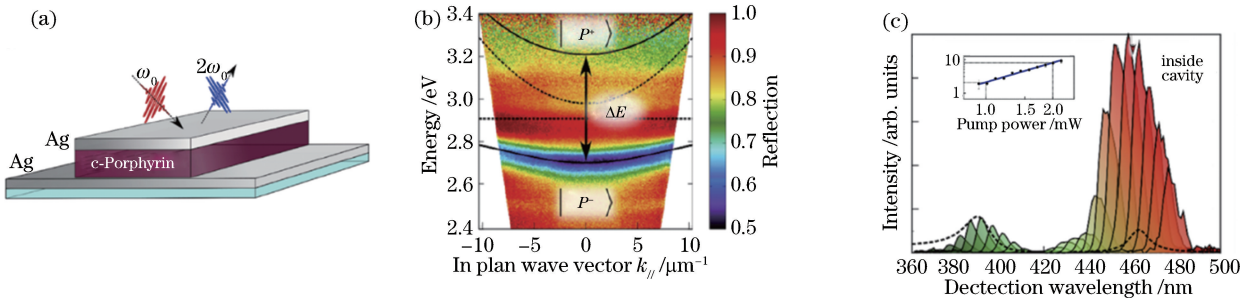 (a)
ω₀
2ω₀
Ag
Ag
c-Porphyrin
(b)
3.4
3.2
3.0
2.8
2.6
2.4
Energy /eV
|P⁺⟩
ΔE
|P⁻⟩
-10 -5 0 5 10
In plan wave vector k// /μm⁻¹
1.0
0.9
0.8
0.7
0.6
0.5
Reflection
(c)
Intensity /arb. units
inside
cavity
10
1
1.0 1.5 2.0
Pump power /mW
360 380 400 420 440 460 480 500
Dectection wavelength /nm